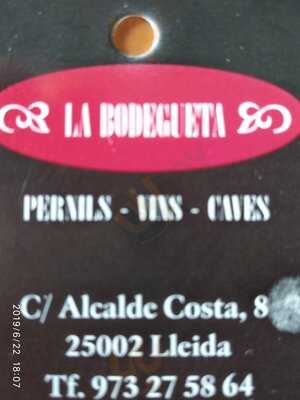 LA BODEGUETA
PERNILS - VINS - CAVES
C/ Alcalde Costa, 8
25002 Lleida
Tf. 973 27 58 64
2019/6/22 18:07